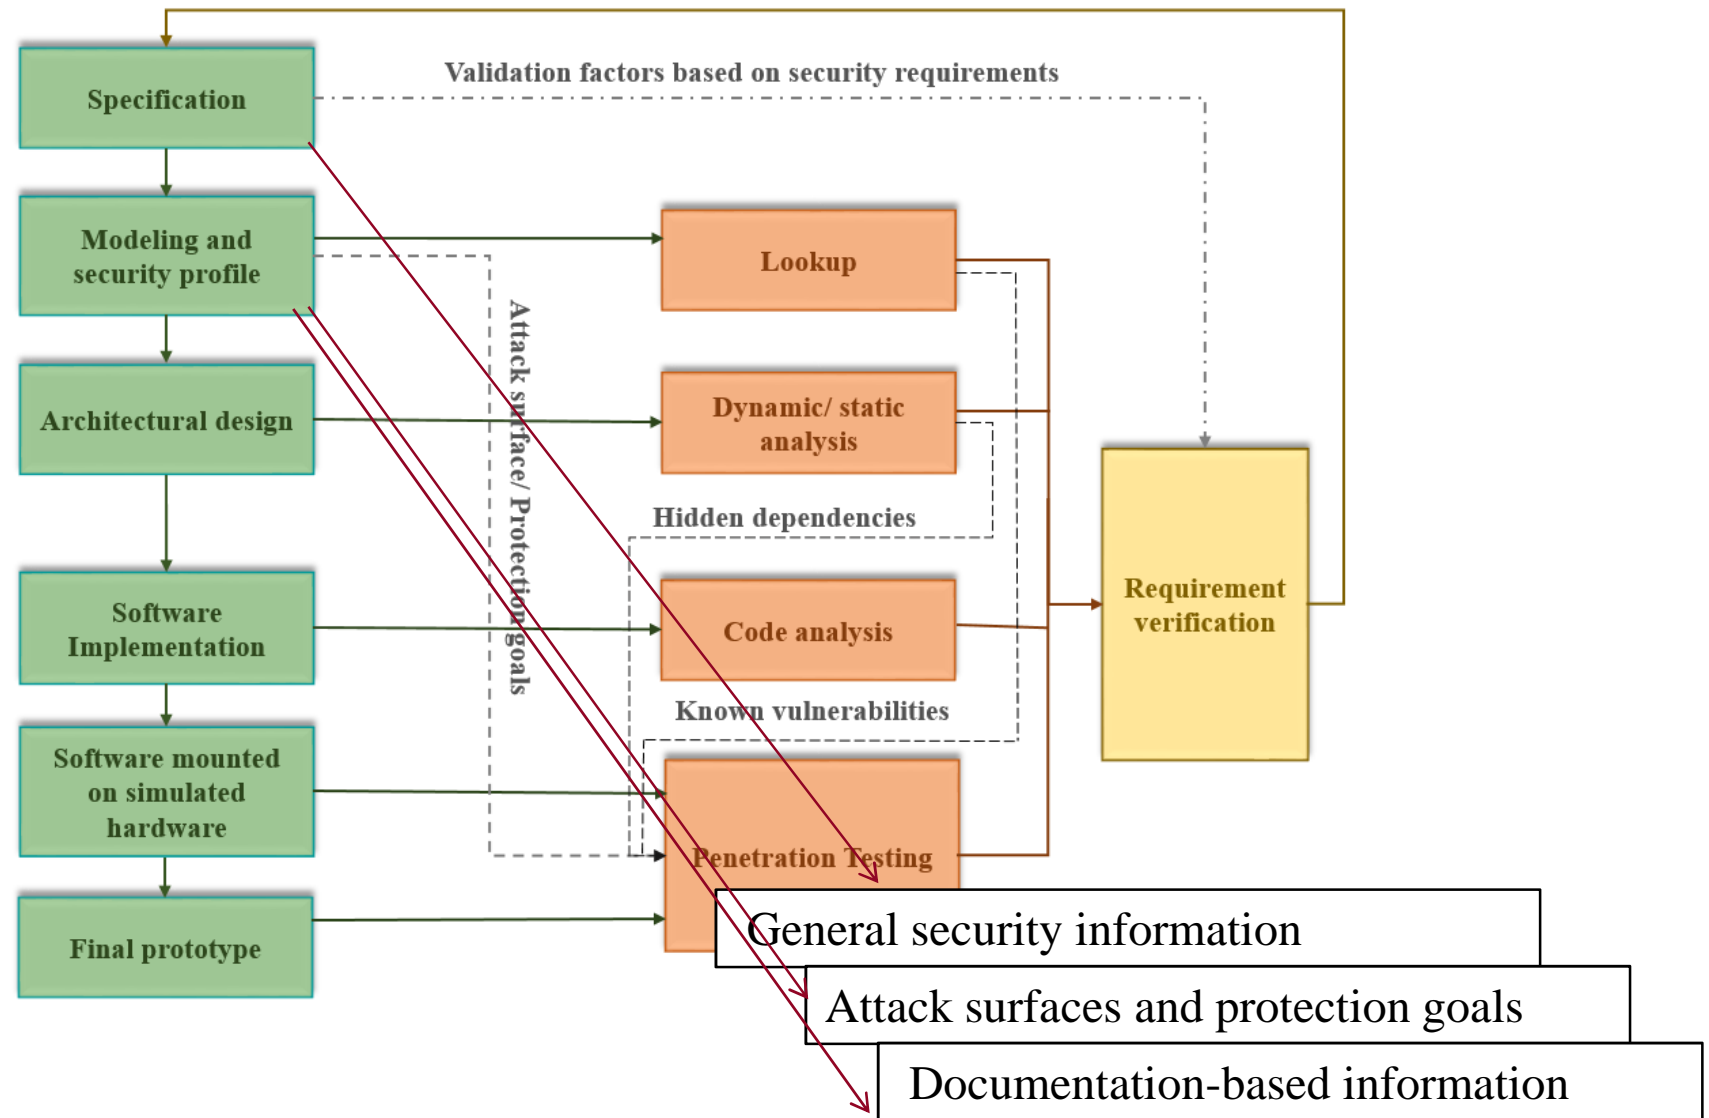 Validation factors based on security requirements
Specification
Modeling and
security profile
Lookup
Attack surface/ Protection goals
Architectural design
Dynamic/ static
analysis
Hidden dependencies
Requirement
verification
Software
Implementation
Code analysis
Known vulnerabilities
Software mounted
on simulated
hardware
Penetration Testing
Final prototype
General security information
Attack surfaces and protection goals
Documentation-based information